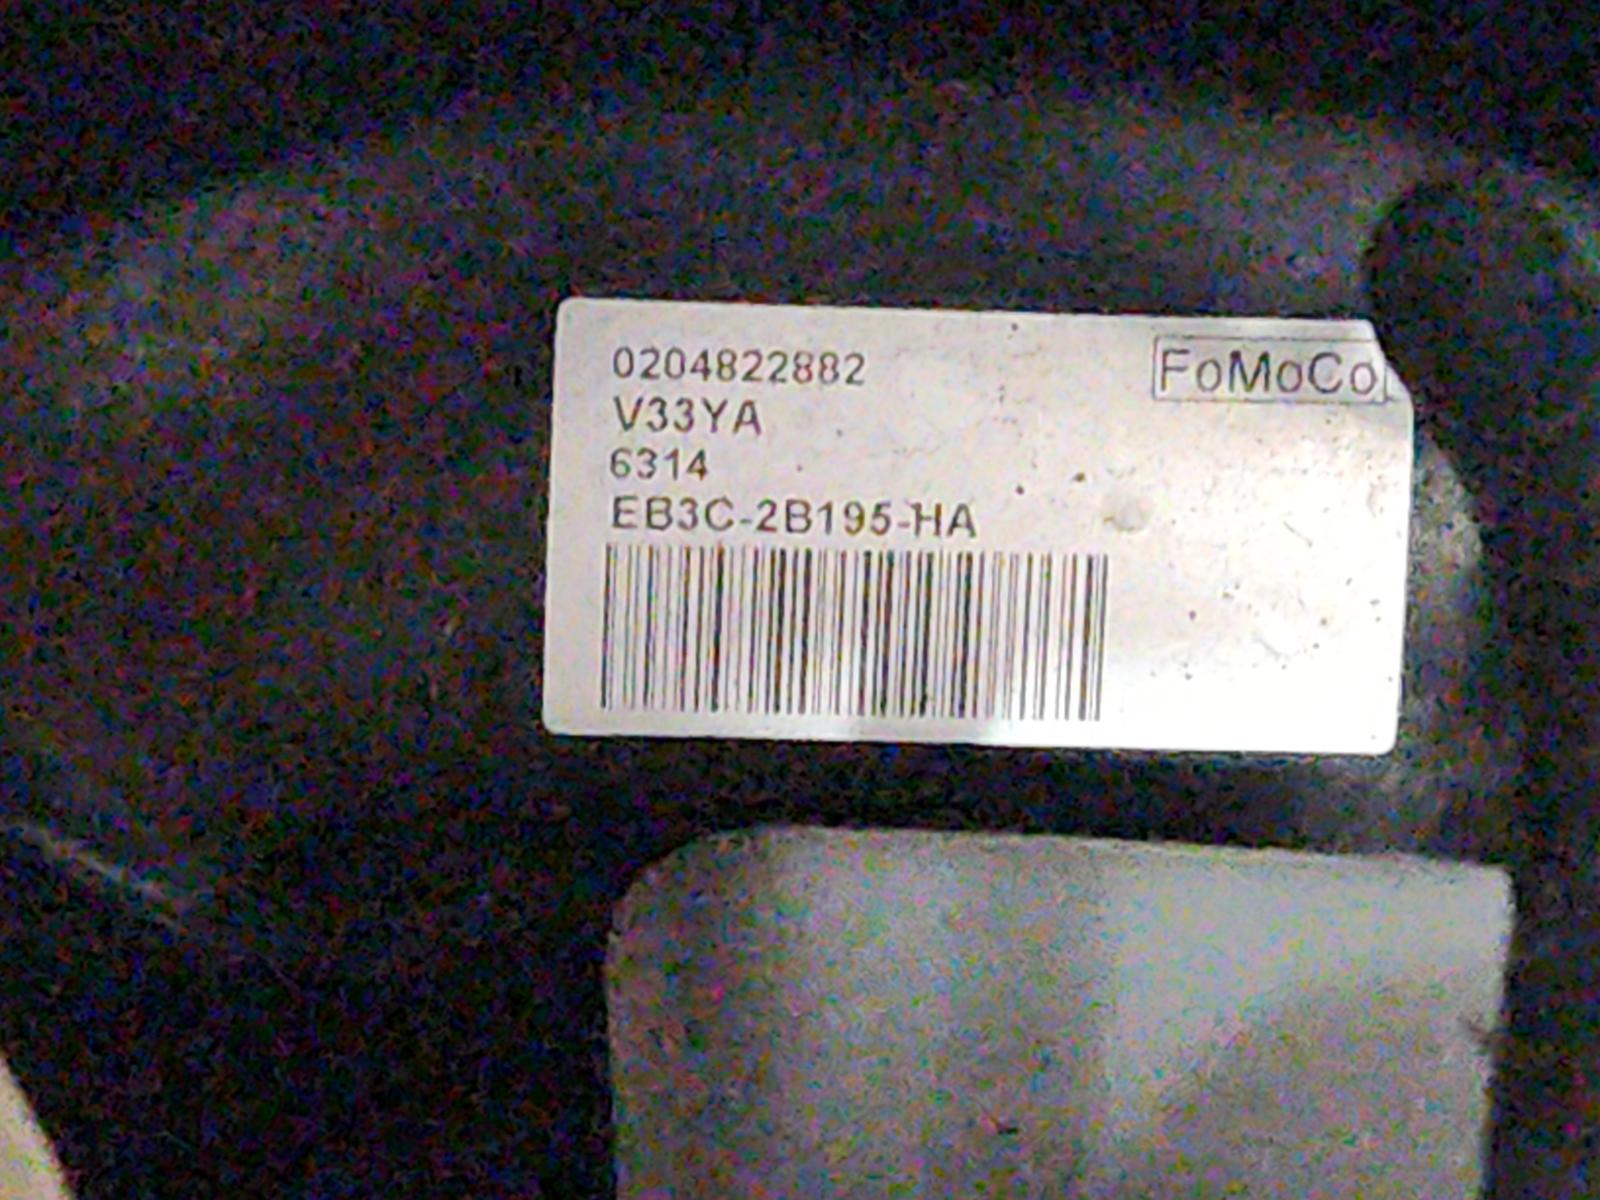 0204822882
FoMoCo
V33YA
6314
EB3C-2B195-HA